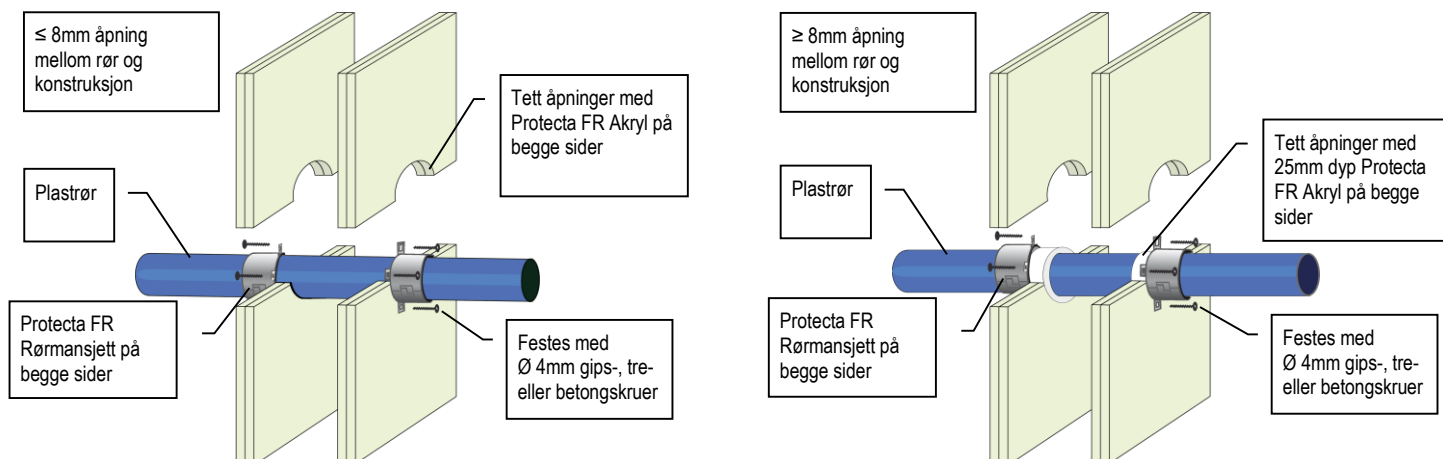 ≤ 8mm åpning
mellom rør og
konstruksjon
Tett åpninger med
Protecta FR Akryl på
begge sider
Plastrør
Protecta FR
Rørmansjett på
begge sider
Festes med
Ø 4mm gips-, tre-
eller betongskruer
≥ 8mm åpning
mellom rør og
konstruksjon
Tett åpninger med
25mm dyp Protecta
FR Akryl på begge
sider
Plastrør
Protecta FR
Rørmansjett på
begge sider
Festes med
Ø 4mm gips-, tre-
eller betongskruer